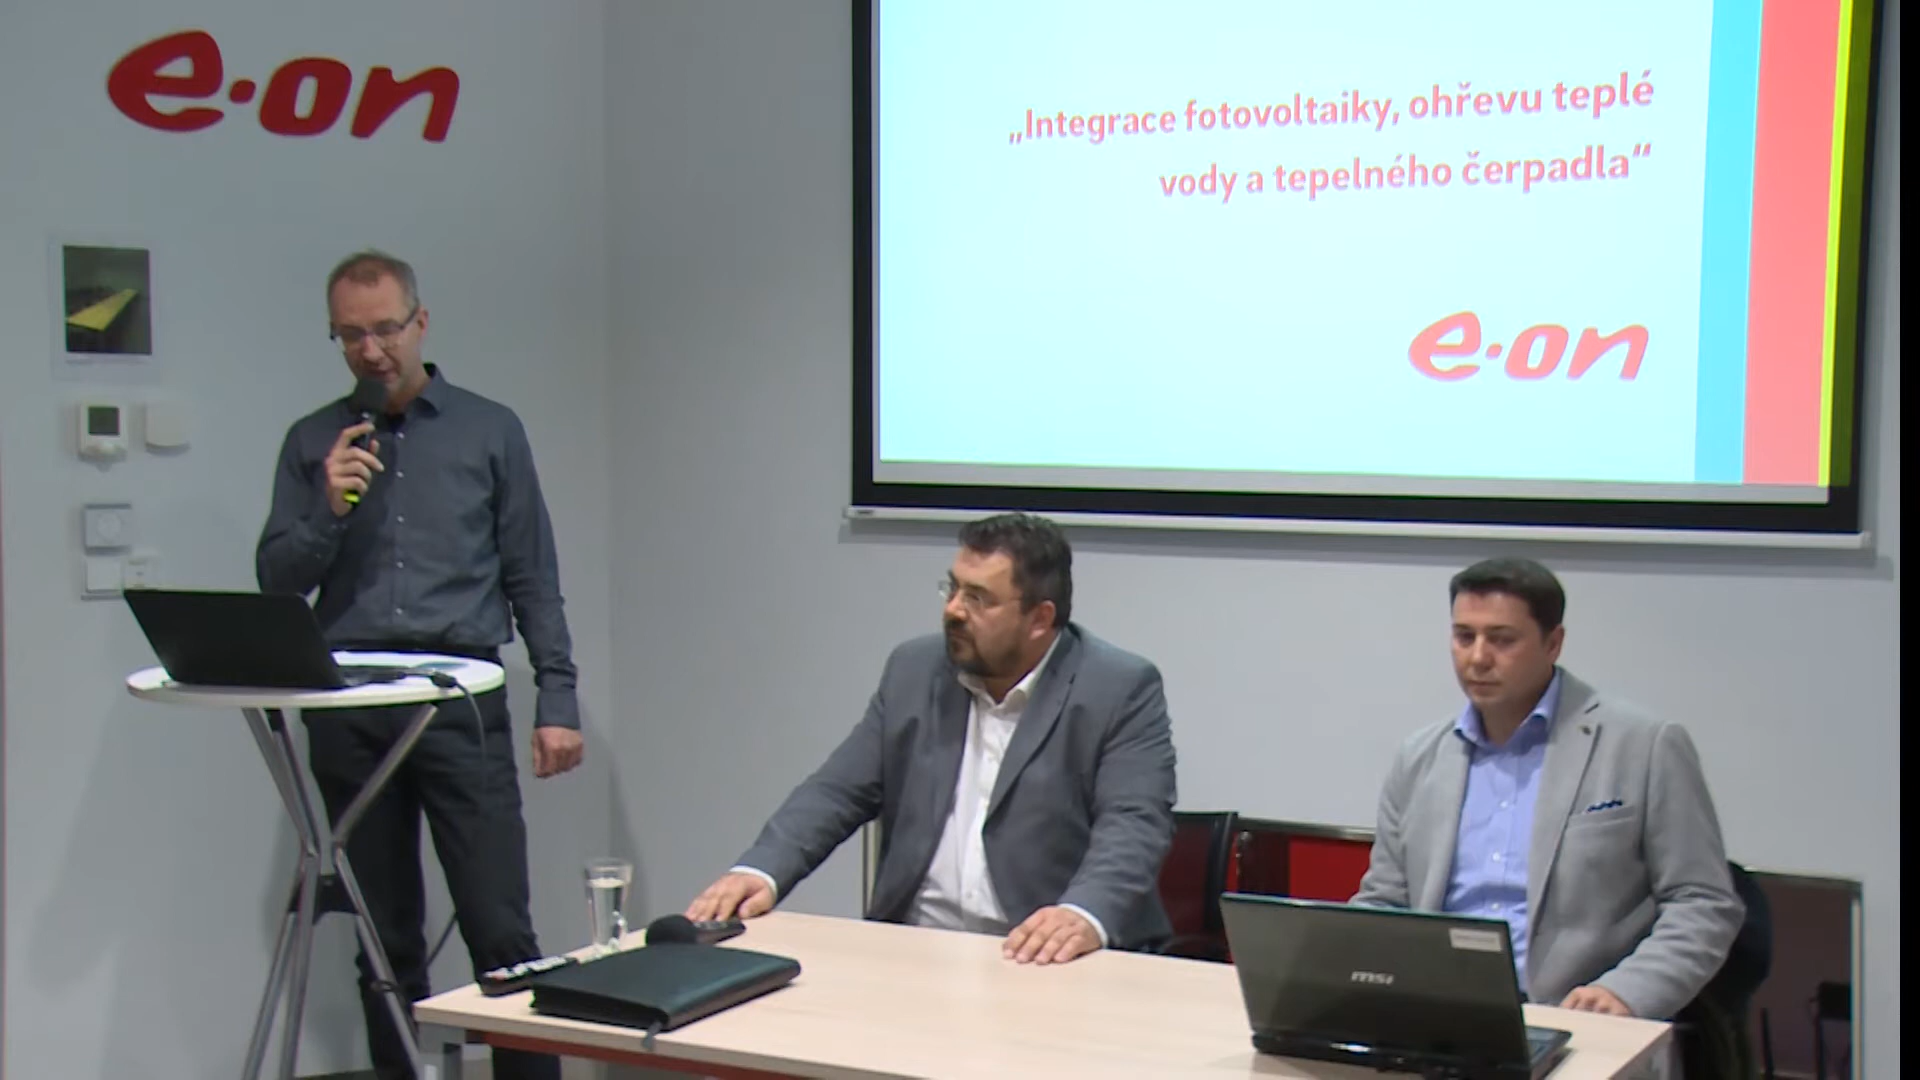 e·on
„Integrace fotovoltaiky, ohřevu teplé
vody a tepelného čerpadla“
e·on
msi